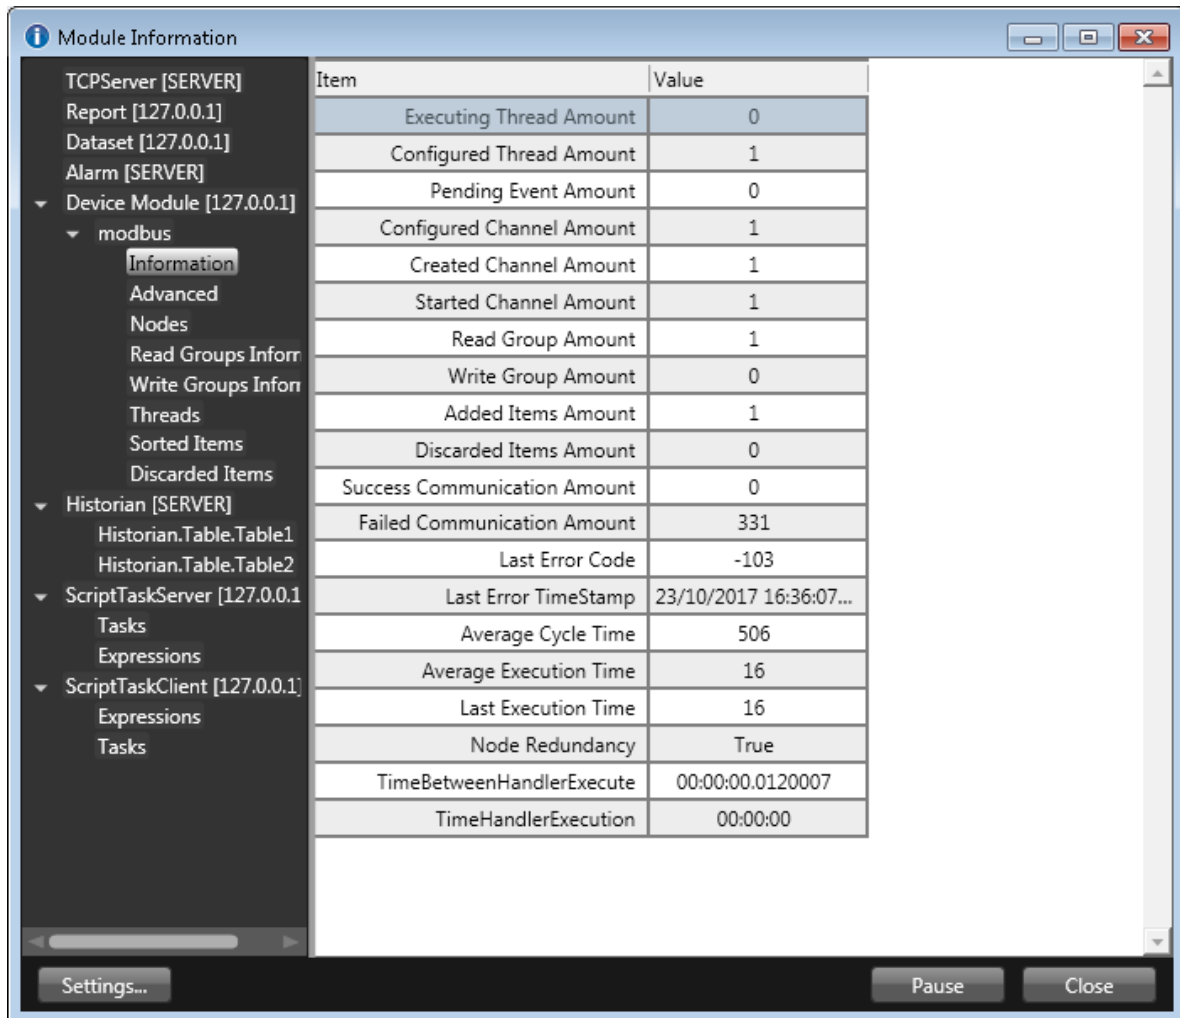 Module Information
TCPServer [SERVER]
Report [127.0.0.1]
Dataset [127.0.0.1]
Alarm [SERVER]
Device Module [127.0.0.1]
modbus
Information
Advanced
Nodes
Read Groups Inform
Write Groups Inform
Threads
Sorted Items
Discarded Items
Historian [SERVER]
Historian.Table.Table1
Historian.Table.Table2
ScriptTaskServer [127.0.0.1
Tasks
Expressions
ScriptTaskClient [127.0.0.1]
Expressions
Tasks
Item Value
Executing Thread Amount 0
Configured Thread Amount 1
Pending Event Amount 0
Configured Channel Amount 1
Created Channel Amount 1
Started Channel Amount 1
Read Group Amount 1
Write Group Amount 0
Added Items Amount 1
Discarded Items Amount 0
Success Communication Amount 0
Failed Communication Amount 331
Last Error Code -103
Last Error TimeStamp 23/10/2017 16:36:07...
Average Cycle Time 506
Average Execution Time 16
Last Execution Time 16
Node Redundancy True
TimeBetweenHandlerExecute 00:00:00.0120007
TimeHandlerExecution 00:00:00
Settings... Pause Close